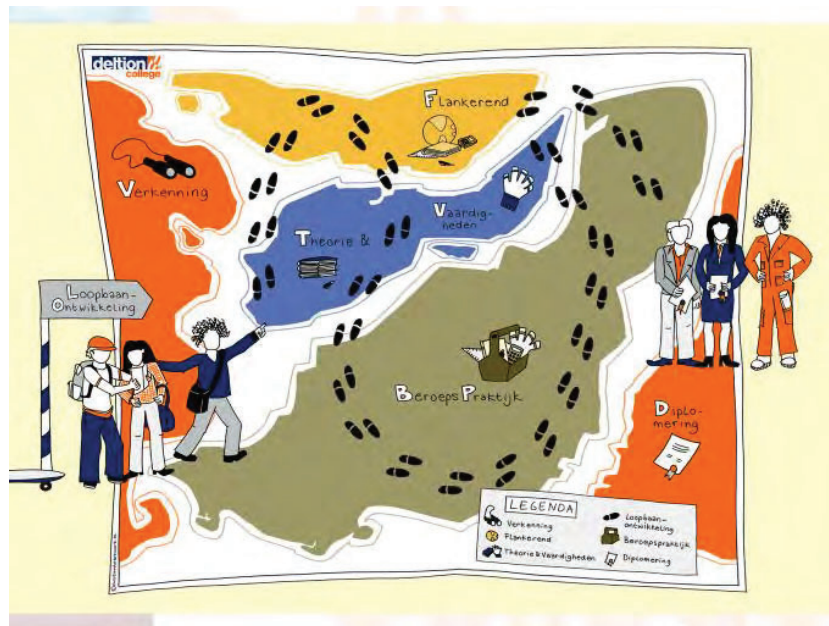 deltion
college
Flankerend
Verkenning
Vaardig-
heden
Theorie &
Loopbaan-
Ontwikkeling
BeroepsPraktijk
Diplo-
mering
LEGENDA
Verkenning
Flankerend
Theorie & Vaardigheden
Loopbaan-
ontwikkeling
Beroepspraktijk
Diplomering